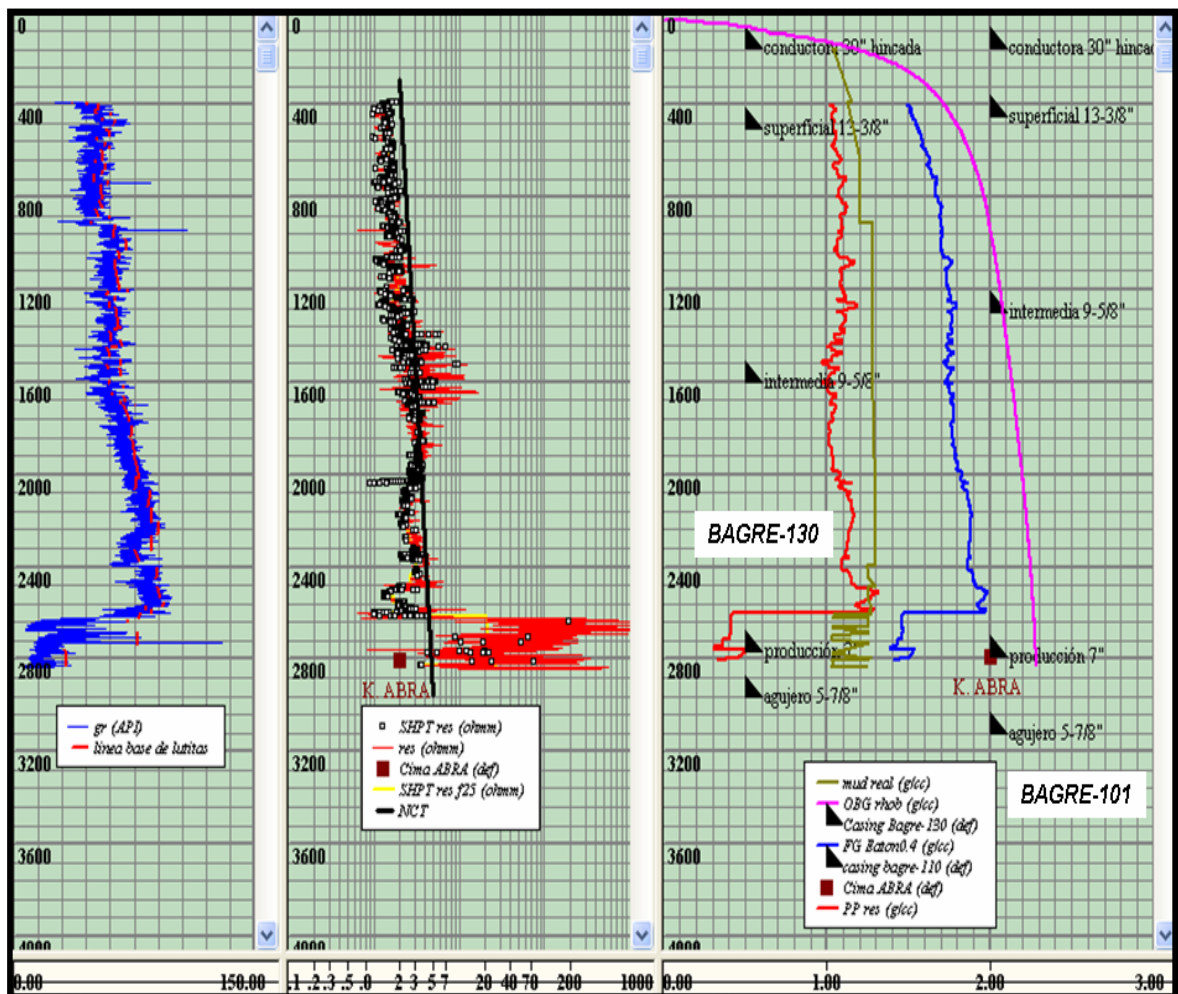 0
400
800
1200
1600
2000
2400
2800
3200
3600
4000
gr (API)
linea base de lutitas
0.00 150.00
0
400
800
1200
1600
2000
2400
2800
3200
3600
4000
K. ABRA
SHPT res (ohmm)
res (ohmm)
Cima ABRA (def)
SHPT res f25 (ohmm)
NCT
.1 .2 .3 .5 .0 2 3 5 7 20 40 70 200 1000
0
400
800
1200
1600
2000
2400
2800
3200
3600
4000
conductora 30" hincada
superficial 13-3/8"
intermedia 9-5/8"
BAGRE-130
producción
agujero 5-7/8"
conductora 30" hincad
superficial 13-3/8"
intermedia 9-5/8"
producción 7"
K. ABRA
agujero 5-7/8"
BAGRE-101
mud real (g/cc)
OBG rhob (g/cc)
Casing Bagre-130 (def)
FG Eaton0.4 (g/cc)
casing bagre-110 (def)
Cima ABRA (def)
PP res (g/cc)
0.00 1.00 2.00 3.00